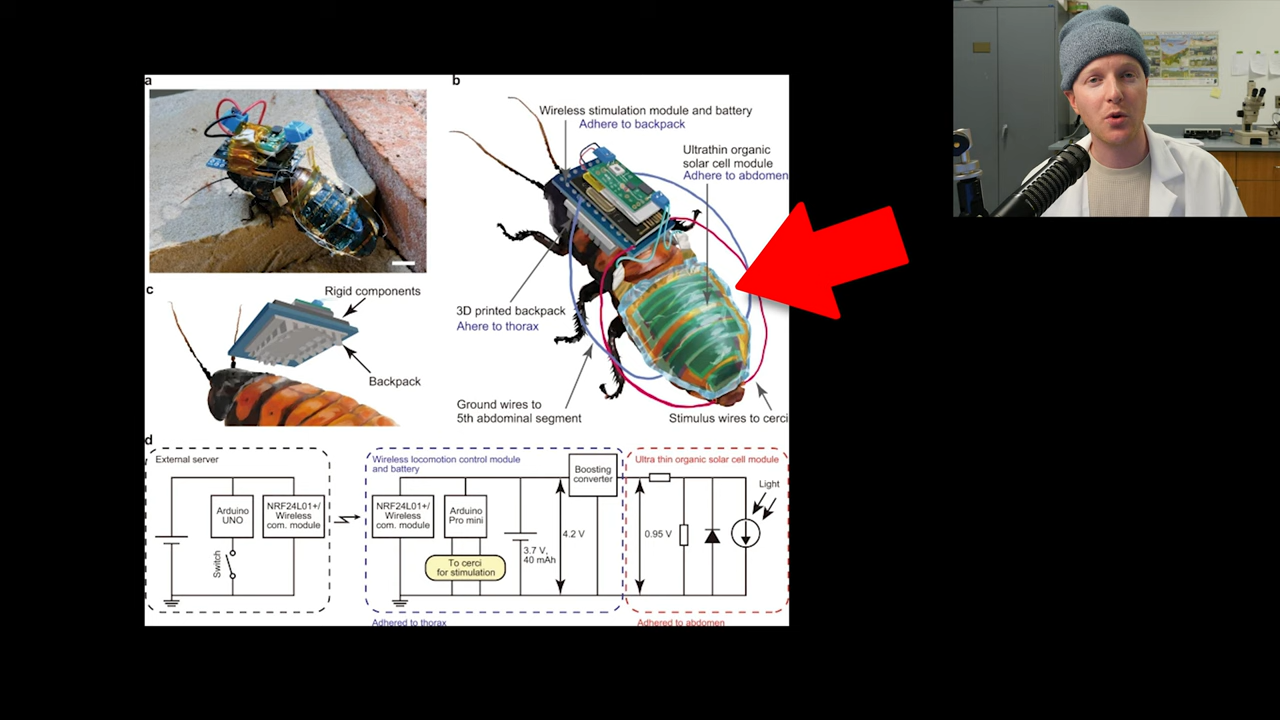 a
b
Wireless stimulation module and battery
Adhere to backpack
Ultrathin organic
solar cell module
Adhere to abdomen
c
Rigid components
Backpack
3D printed backpack
Ahere to thorax
Ground wires to
5th abdominal segment
Stimulus wires to cerci
d
External server
Arduino
UNO
NRF24L01+/
Wireless
com. module
Switch
Wireless locomotion control module
and battery
NRF24L01+/
Wireless
com. module
Arduino
Pro mini
To cerci
for stimulation
3.7 V,
40 mAh
4.2 V
Boosting
converter
Adhered to thorax
Ultra thin organic solar cell module
0.95 V
Light
Adhered to abdomen